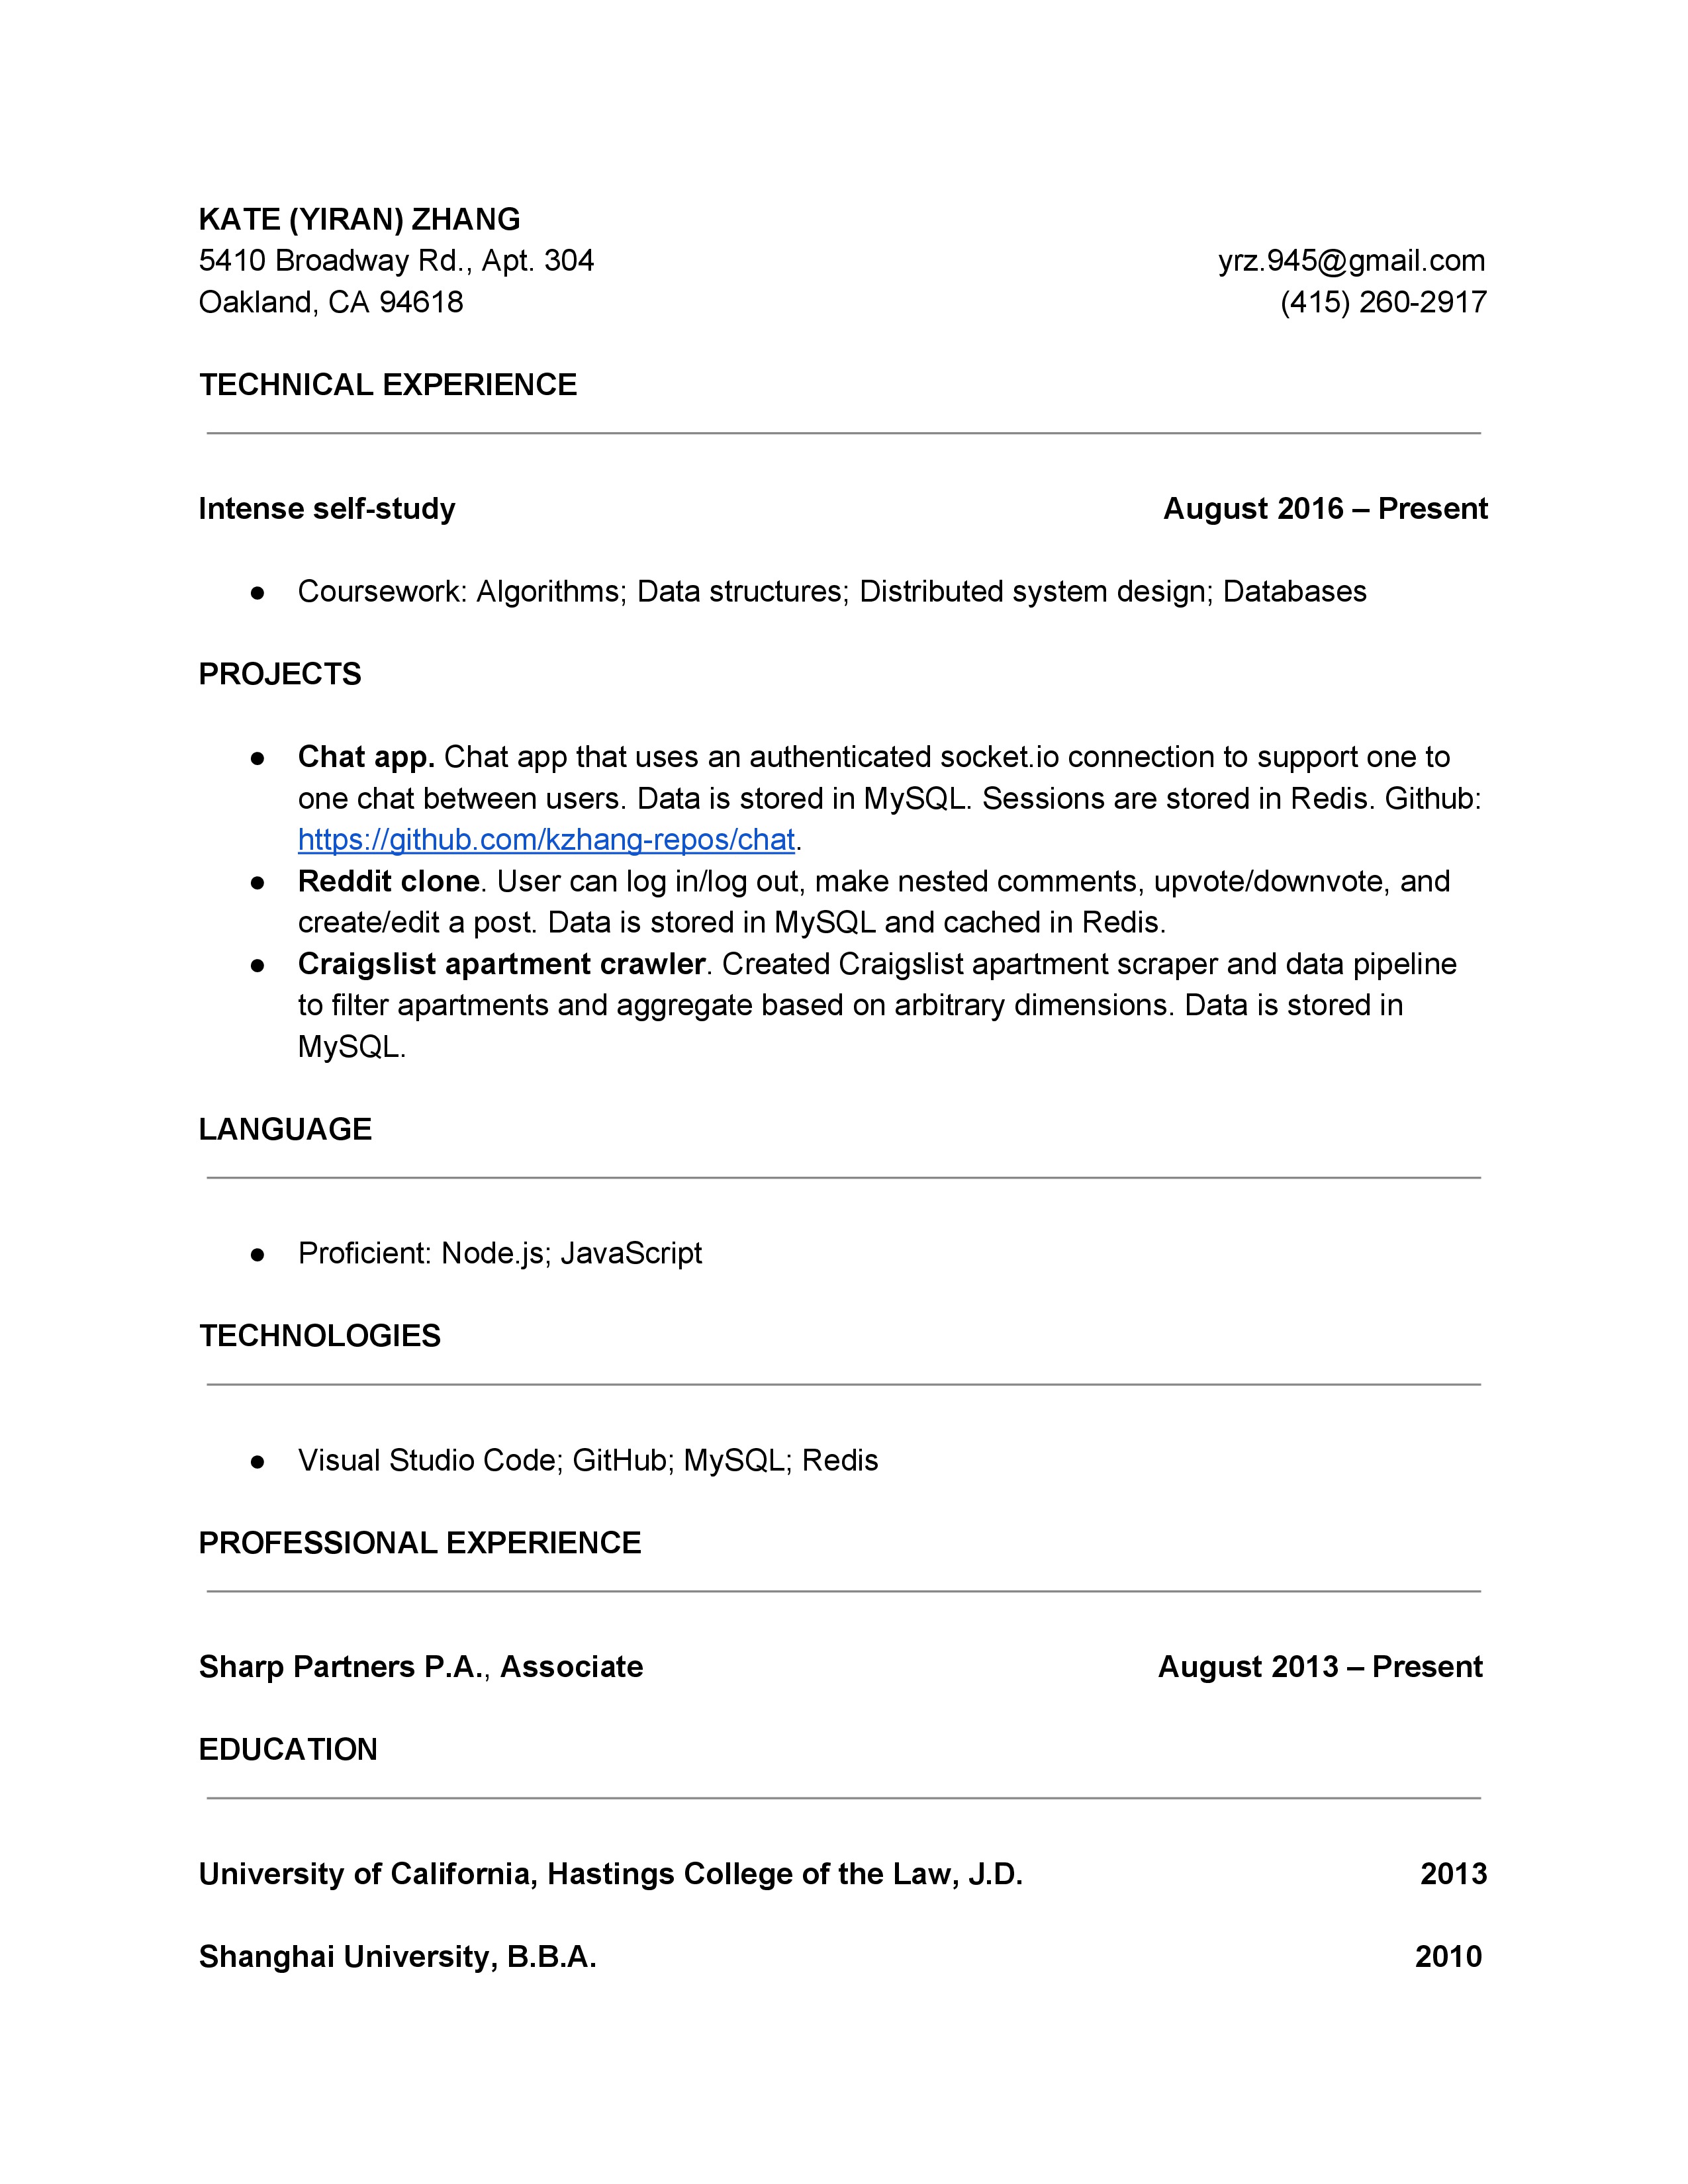 KATE (YIRAN) ZHANG
5410 Broadway Rd., Apt. 304 yrz.945@gmail.com
Oakland, CA 94618 (415) 260-2917
TECHNICAL EXPERIENCE
Intense self-study August 2016 – Present
● Coursework: Algorithms; Data structures; Distributed system design; Databases
PROJECTS
● Chat app. Chat app that uses an authenticated socket.io connection to support one to
one chat between users. Data is stored in MySQL. Sessions are stored in Redis. Github:
https://github.com/kzhang-repos/chat.
● Reddit clone. User can log in/log out, make nested comments, upvote/downvote, and
create/edit a post. Data is stored in MySQL and cached in Redis.
● Craigslist apartment crawler. Created Craigslist apartment scraper and data pipeline
to filter apartments and aggregate based on arbitrary dimensions. Data is stored in
MySQL.
LANGUAGE
● Proficient: Node.js; JavaScript
TECHNOLOGIES
● Visual Studio Code; GitHub; MySQL; Redis
PROFESSIONAL EXPERIENCE
Sharp Partners P.A., Associate August 2013 – Present
EDUCATION
University of California, Hastings College of the Law, J.D. 2013
Shanghai University, B.B.A. 2010